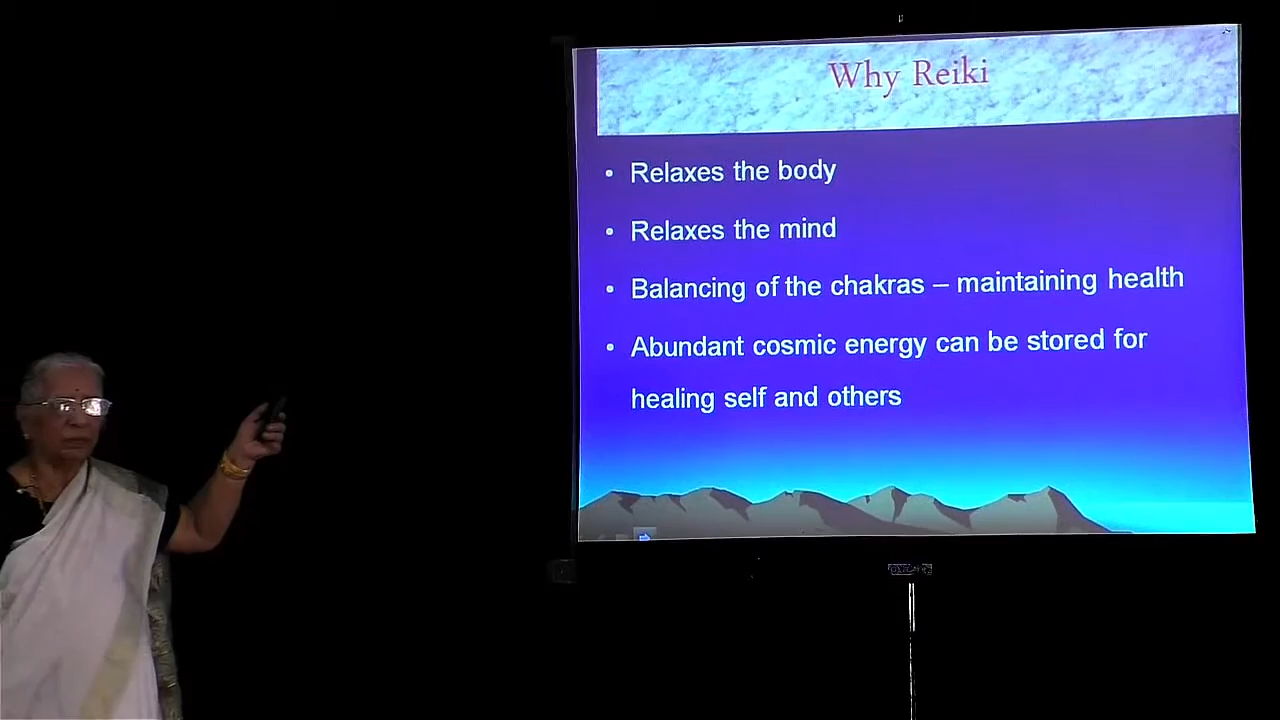 Why Reiki
• Relaxes the body
• Relaxes the mind
• Balancing of the chakras – maintaining health
• Abundant cosmic energy can be stored for
healing self and others